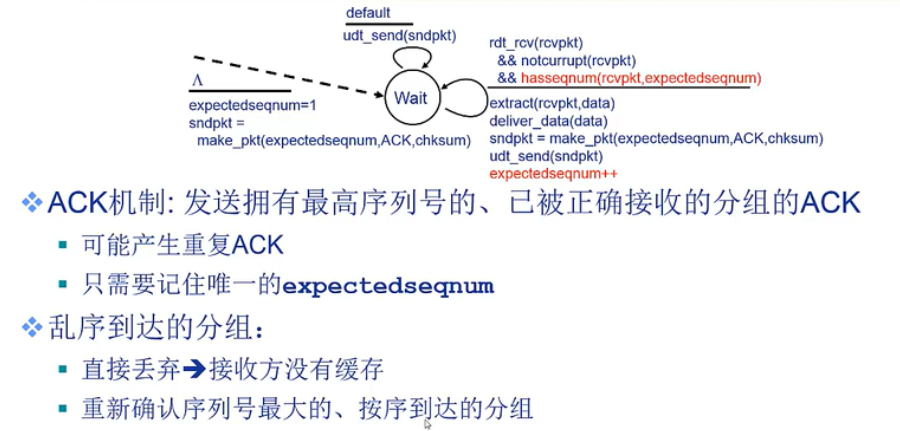 default
udt_send(sndpkt)
Λ
expectedseqnum=1
sndpkt =
make_pkt(expectedseqnum,ACK,chksum)
Wait
rdt_rcv(rcvpkt)
&& notcurrupt(rcvpkt)
&& hasseqnum(rcvpkt,expectedseqnum)
extract(rcvpkt,data)
deliver_data(data)
sndpkt = make_pkt(expectedseqnum,ACK,chksum)
udt_send(sndpkt)
expectedseqnum++
ACK机制: 发送拥有最高序列号的、已被正确接收的分组的ACK
可能产生重复ACK
只需要记住唯一的expectedseqnum
乱序到达的分组：
直接丢弃➔接收方没有缓存
重新确认序列号最大的、按序到达的分组